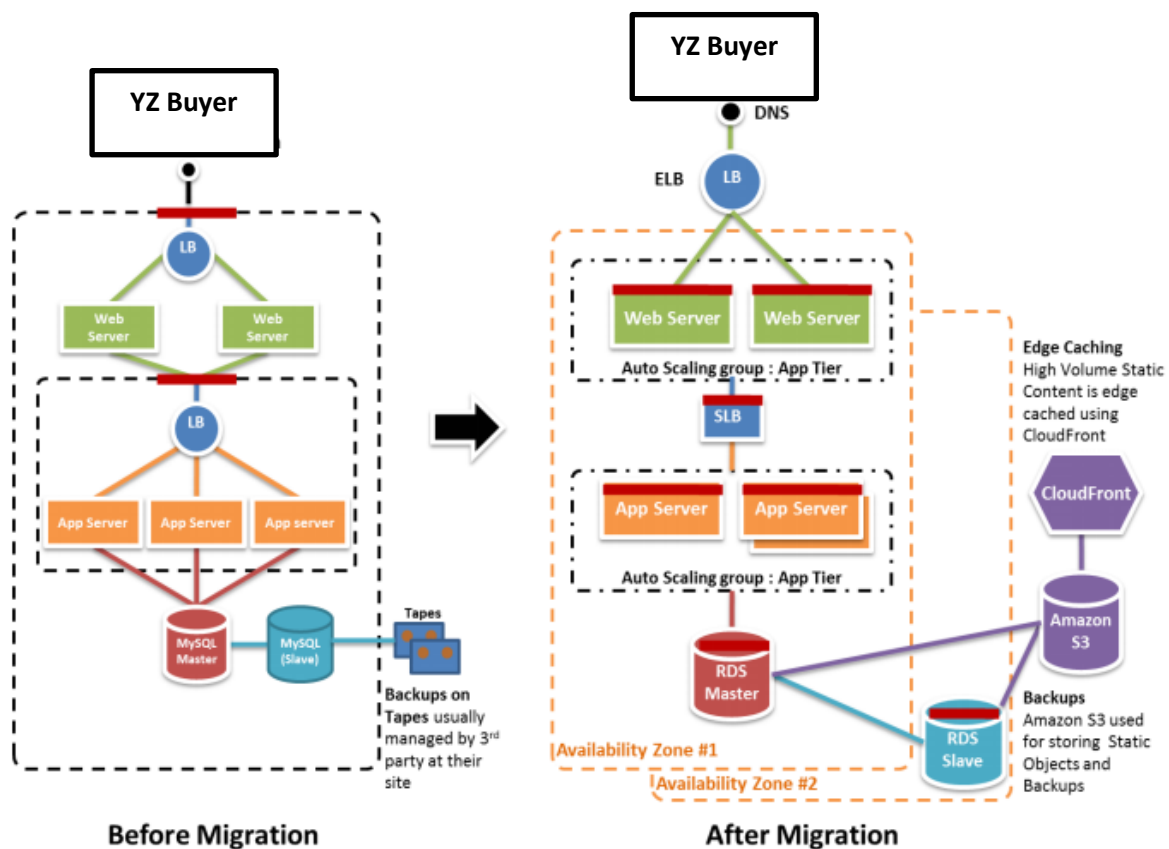 YZ Buyer
LB
Web
Server
Web
Server
LB
App Server
App Server
App server
MySQL
Master
MySQL
(Slave)
Tapes
Backups on
Tapes usually
managed by 3rd
party at their
site
Before Migration
YZ Buyer
DNS
ELB
LB
Web Server
Web Server
Auto Scaling group : App Tier
SLB
App Server
App Server
Auto Scaling group : App Tier
RDS
Master
Availability Zone #1
RDS
Slave
Availability Zone #2
Edge Caching
High Volume Static
Content is edge
cached using
CloudFront
CloudFront
Amazon
S3
Backups
Amazon S3 used
for storing Static
Objects and
Backups
After Migration